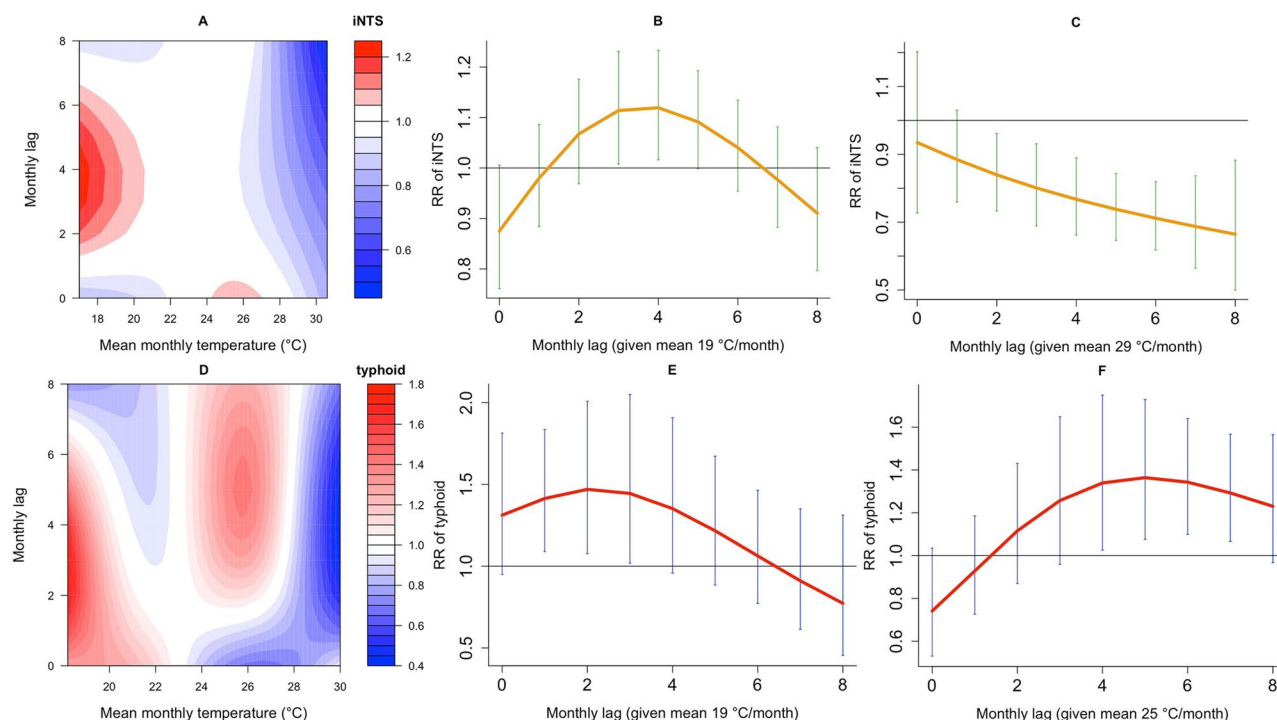 A
iNTS
8
6
4
2
0
Monthly lag
18 20 22 24 26 28 30
Mean monthly temperature (°C)
1.2
1.0
0.8
0.6
B
1.2
1.1
1.0
0.9
0.8
RR of iNTS
0 2 4 6 8
Monthly lag (given mean 19 °C/month)
C
1.1
0.9
0.7
0.5
RR of iNTS
0 2 4 6 8
Monthly lag (given mean 29 °C/month)
D
typhoid
8
6
4
2
0
Monthly lag
20 22 24 26 28 30
Mean monthly temperature (°C)
1.8
1.6
1.4
1.2
1.0
0.8
0.6
0.4
E
2.0
1.5
1.0
0.5
RR of typhoid
0 2 4 6 8
Monthly lag (given mean 19 °C/month)
F
1.6
1.4
1.2
1.0
0.8
0.6
RR of typhoid
0 2 4 6 8
Monthly lag (given mean 25 °C/month)